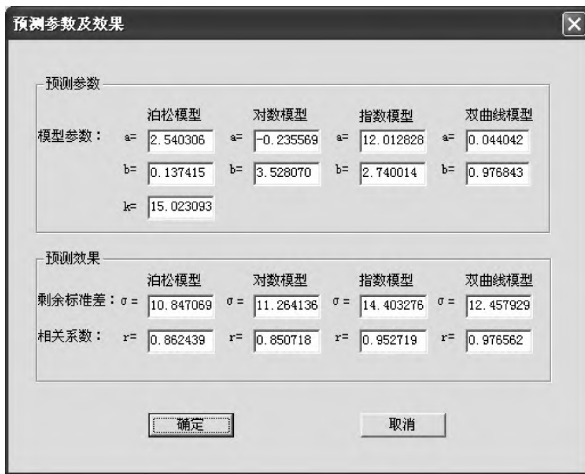 预测参数及效果
预测参数
泊松模型 对数模型 指数模型 双曲线模型
模型参数： a= 2.540306 a= -0.235569 a= 12.012828 a= 0.044042
b= 0.137415 b= 3.528070 b= 2.740014 b= 0.976843
k= 15.023093
预测效果
泊松模型 对数模型 指数模型 双曲线模型
剩余标准差：σ= 10.847069 σ= 11.264136 σ= 14.403276 σ= 12.457929
相关系数： r= 0.862439 r= 0.850718 r= 0.952719 r= 0.976562
确定 取消